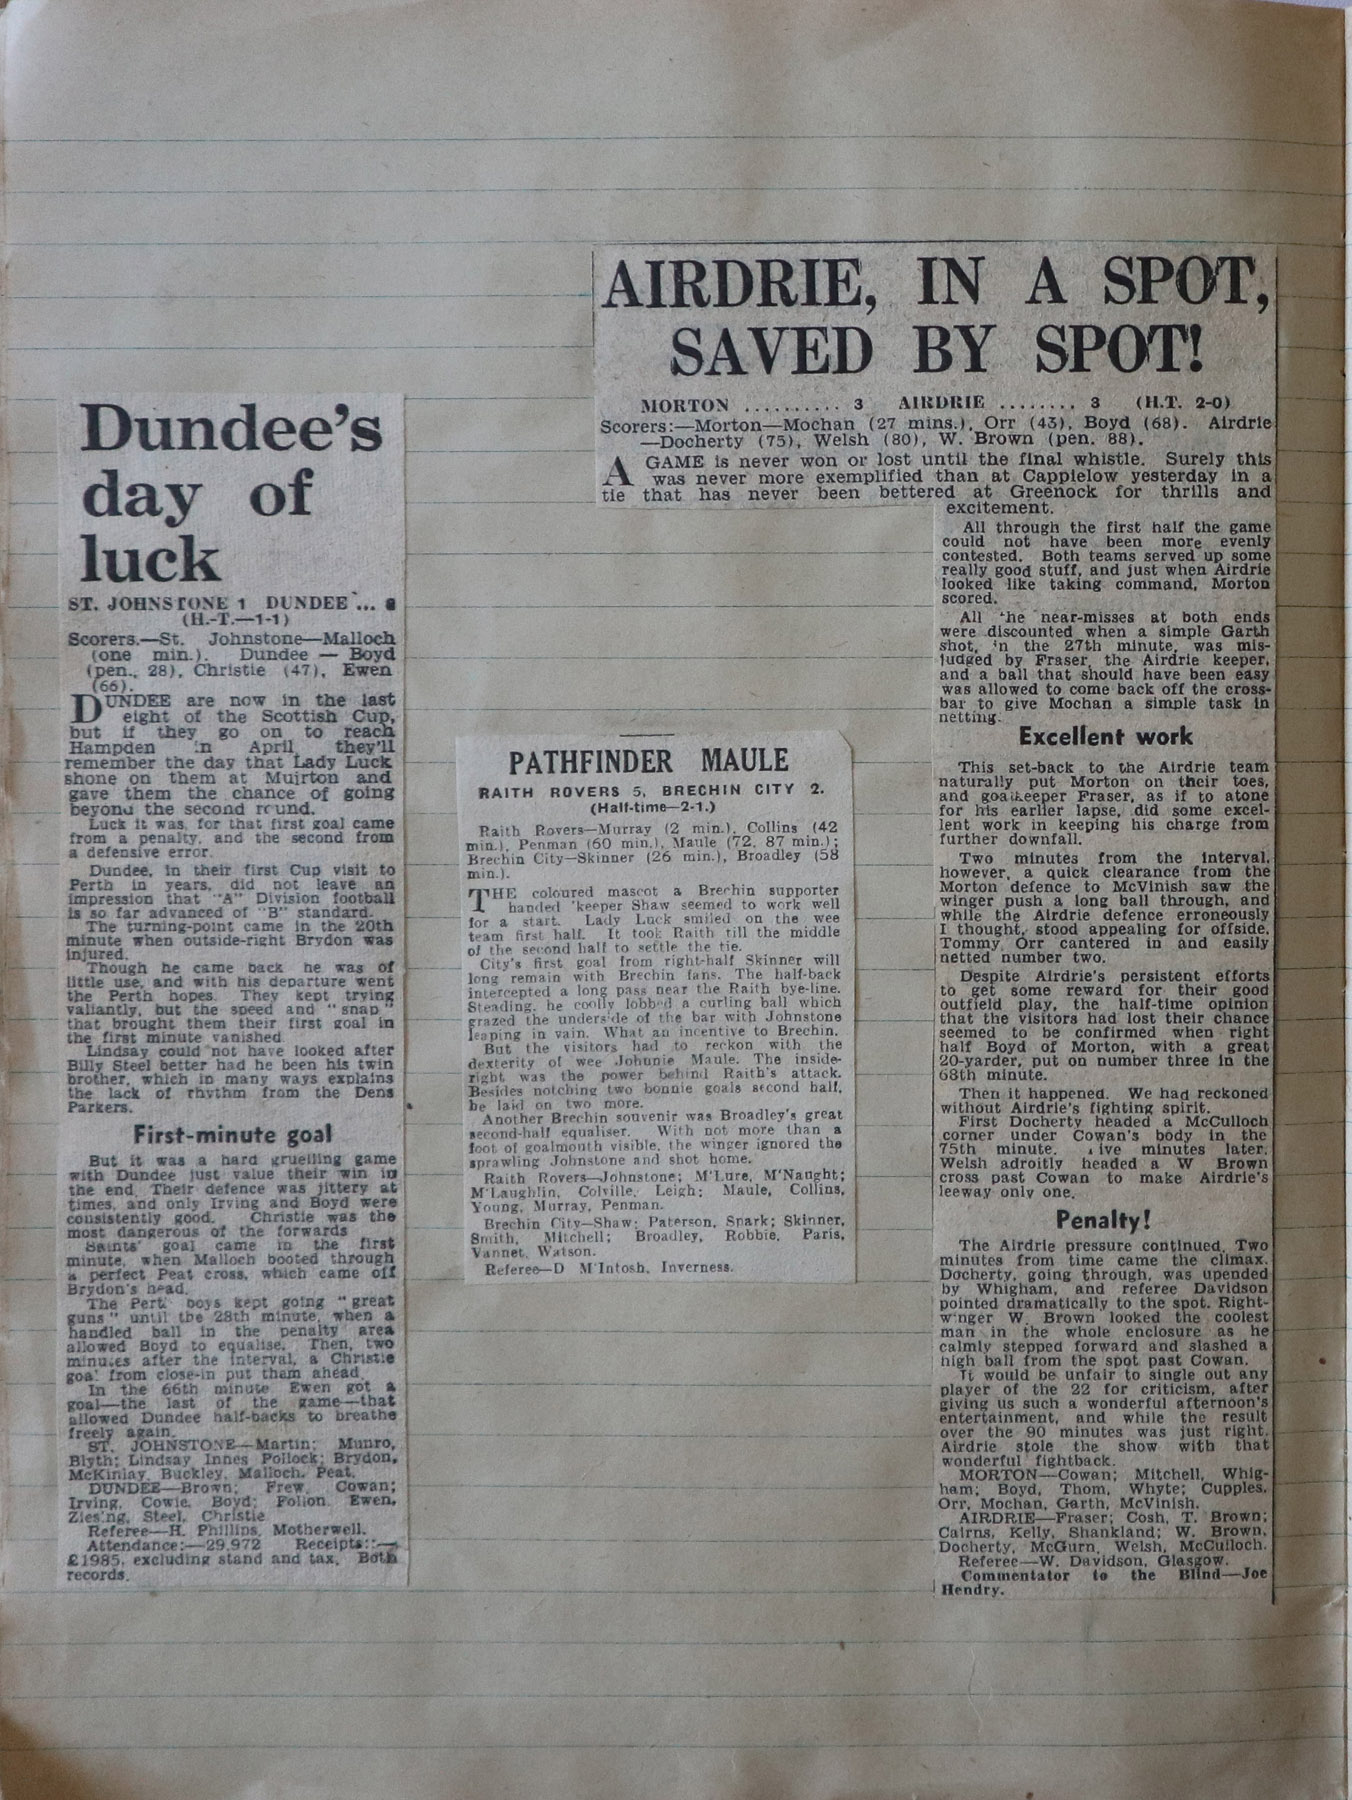 Dundee's
day of
luck
ST. JOHNSTONE 1 DUNDEE ...
(H.-T.—1-1)
Scorers.—St. Johnstone—Malloch
(one min.). Dundee — Boyd
(pen., 28), Christie (47), Ewen
(66).
DUNDEE are now in the last
eight of the Scottish Cup,
but if they go on to reach
Hampden in April they'll
remember the day that Lady Luck
shone on them at Muirton and
gave them the chance of going
beyond the second round.
Luck it was, for that first goal came
from a penalty, and the second from
a defensive error.
Dundee, in their first Cup visit to
Perth in years, did not leave an
impression that "A" Division football
is so far advanced of "B" standard.
The turning-point came in the 20th
minute when outside-right Brydon was
injured.
Though he came back he was of
little use, and with his departure went
the Perth hopes. They kept trying
valiantly, but the speed and "snap"
that brought them their first goal in
the first minute vanished.
Lindsay could not have looked after
Billy Steel better had he been his twin
brother, which in many ways explains
the lack of rhythm from the Dens
Parkers.
First-minute goal
But it was a hard gruelling game
with Dundee just value their win in
the end. Their defence was jittery at
times, and only Irving and Boyd were
consistently good. Christie was the
most dangerous of the forwards
Saints' goal came in the first
minute, when Malloch booted through
a perfect Peat cross, which came off
Brydon's head.
The Perth boys kept going "great
guns" until the 28th minute, when a
handled ball in the penalty area
allowed Boyd to equalise. Then, two
minutes after the interval, a Christie
goal from close-in put them ahead.
In the 66th minute Ewen got a
goal—the last of the game—that
allowed Dundee half-backs to breathe
freely again.
ST. JOHNSTONE—Martin; Munro,
Blyth; Lindsay Innes Pollock; Brydon,
McKinlay, Buckley, Malloch, Peat.
DUNDEE—Brown; Frew, Cowan;
Irving, Cowie, Boyd; Follon, Ewen,
Ziesing, Steel, Christie
Referee—H. Phillips, Motherwell.
Attendance:—29,972 Receipts:—
£1985, excluding stand and tax. Both
records.
PATHFINDER MAULE
RAITH ROVERS 5, BRECHIN CITY 2.
(Half-time—2-1.)
Raith Rovers—Murray (2 min.), Collins (42
min.), Penman (60 min.), Maule (72, 87 min.);
Brechin City—Skinner (26 min.), Broadley (58
min.).
THE coloured mascot a Brechin supporter
handed 'keeper Shaw seemed to work well
for a start. Lady Luck smiled on the wee
team first half. It took Raith till the middle
of the second half to settle the tie.
City's first goal from right-half Skinner will
long remain with Brechin fans. The half-back
intercepted a long pass near the Raith bye-line.
Steading, he coolly lobbed a curling ball which
grazed the underside of the bar with Johnstone
leaping in vain. What an incentive to Brechin.
But the visitors had to reckon with the
dexterity of wee Johnnie Maule. The inside-
right was the power behind Raith's attack.
Besides notching two bonnie goals second half,
he laid on two more.
Another Brechin souvenir was Broadley's great
second-half equaliser. With not more than a
foot of goalmouth visible, the winger ignored the
sprawling Johnstone and shot home.
Raith Rovers—Johnstone; M'Lure, M'Naught;
M'Laughlin, Colville, Leigh; Maule, Collins,
Young, Murray, Penman.
Brechin City—Shaw; Paterson, Spark; Skinner,
Smith, Mitchell; Broadley, Robbie, Paris,
Vannet, Watson.
Referee—D M'Intosh, Inverness.
AIRDRIE, IN A SPOT,
SAVED BY SPOT!
MORTON .......... 3 AIRDRIE ........ 3 (H.T. 2-0)
Scorers:—Morton—Mochan (27 mins.), Orr (43), Boyd (68). Airdrie
—Docherty (75), Welsh (80), W. Brown (pen. 88).
A GAME is never won or lost until the final whistle. Surely this
was never more exemplified than at Cappielow yesterday in a
tie that has never been bettered at Greenock for thrills and
excitement.
All through the first half the game
could not have been more evenly
contested. Both teams served up some
really good stuff, and just when Airdrie
looked like taking command, Morton
scored.
All the near-misses at both ends
were discounted when a simple Garth
shot, in the 27th minute, was mis-
judged by Fraser, the Airdrie keeper,
and a ball that should have been easy
was allowed to come back off the cross-
bar to give Mochan a simple task in
netting.
Excellent work
This set-back to the Airdrie team
naturally put Morton on their toes,
and goalkeeper Fraser, as if to atone
for his earlier lapse, did some excel-
lent work in keeping his charge from
further downfall.
Two minutes from the interval,
however, a quick clearance from the
Morton defence to McVinish saw the
winger push a long ball through, and
while the Airdrie defence erroneously
I thought, stood appealing for offside,
Tommy Orr cantered in and easily
netted number two.
Despite Airdrie's persistent efforts
to get some reward for their good
outfield play, the half-time opinion
that the visitors had lost their chance
seemed to be confirmed when right
half Boyd of Morton, with a great
20-yarder, put on number three in the
68th minute.
Then it happened. We had reckoned
without Airdrie's fighting spirit.
First Docherty headed a McCulloch
corner under Cowan's body in the
75th minute. ive minutes later,
Welsh adroitly headed a W Brown
cross past Cowan to make Airdrie's
leeway only one.
Penalty!
The Airdrie pressure continued. Two
minutes from time came the climax.
Docherty, going through, was upended
by Whigham, and referee Davidson
pointed dramatically to the spot. Right-
winger W. Brown looked the coolest
man in the whole enclosure as he
calmly stepped forward and slashed a
high ball from the spot past Cowan.
It would be unfair to single out any
player of the 22 for criticism, after
giving us such a wonderful afternoon's
entertainment, and while the result
over the 90 minutes was just right,
Airdrie stole the show with that
wonderful fightback.
MORTON—Cowan; Mitchell, Whig-
ham; Boyd, Thom, Whyte; Cupples,
Orr, Mochan, Garth, McVinish.
AIRDRIE—Fraser; Cosh, T. Brown;
Cairns, Kelly, Shankland; W. Brown,
Docherty, McGurn, Welsh, McCulloch.
Referee—W. Davidson, Glasgow.
Commentator to the Blind—Joe
Hendry.